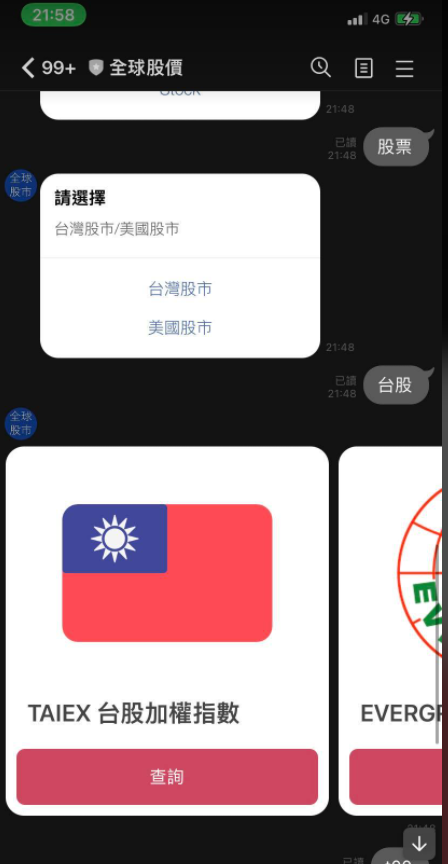 21:58
4G
99+
全球股價
Stock
21:48
已讀
21:48
股票
全球
股市
請選擇
台灣股市/美國股市
台灣股市
美國股市
21:48
已讀
21:48
台股
全球
股市
TAIEX 台股加權指數
查詢
EVERG
21:48
已讀